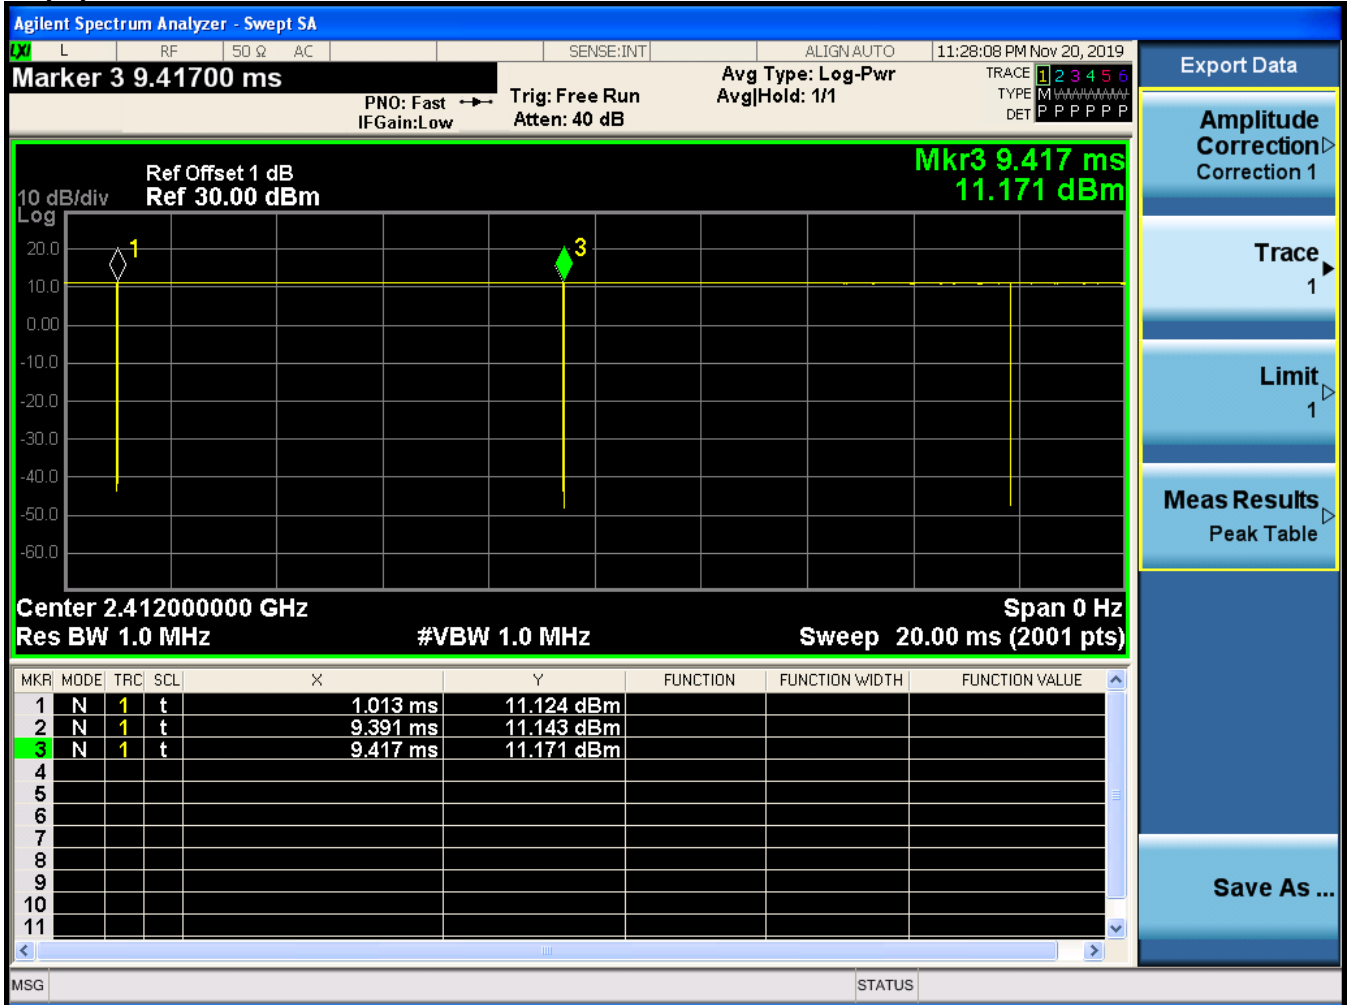 Agilent Spectrum Analyzer - Swept SA
LXI L RF 50 Ω AC SENSE:INT ALIGN AUTO 11:28:08 PM Nov 20, 2019
Marker 3 9.41700 ms
PNO: Fast
IFGain:Low
Trig: Free Run
Atten: 40 dB
Avg Type: Log-Pwr
Avg|Hold: 1/1
TRACE 1 2 3 4 5 6
TYPE M WWWWW
DET P P P P P P
Export Data
Amplitude
Correction
Correction 1
Trace
1
Limit
1
Meas Results
Peak Table
Save As ...
Mkr3 9.417 ms
11.171 dBm
Ref Offset 1 dB
10 dB/div Ref 30.00 dBm
Log
1
3
20.0
10.0
0.00
-10.0
-20.0
-30.0
-40.0
-50.0
-60.0
Center 2.412000000 GHz Span 0 Hz
Res BW 1.0 MHz #VBW 1.0 MHz Sweep 20.00 ms (2001 pts)
MKR MODE TRC SCL X Y FUNCTION FUNCTION WIDTH FUNCTION VALUE
1 N 1 t 1.013 ms 11.124 dBm
2 N 1 t 9.391 ms 11.143 dBm
3 N 1 t 9.417 ms 11.171 dBm
4
5
6
7
8
9
10
11
MSG STATUS